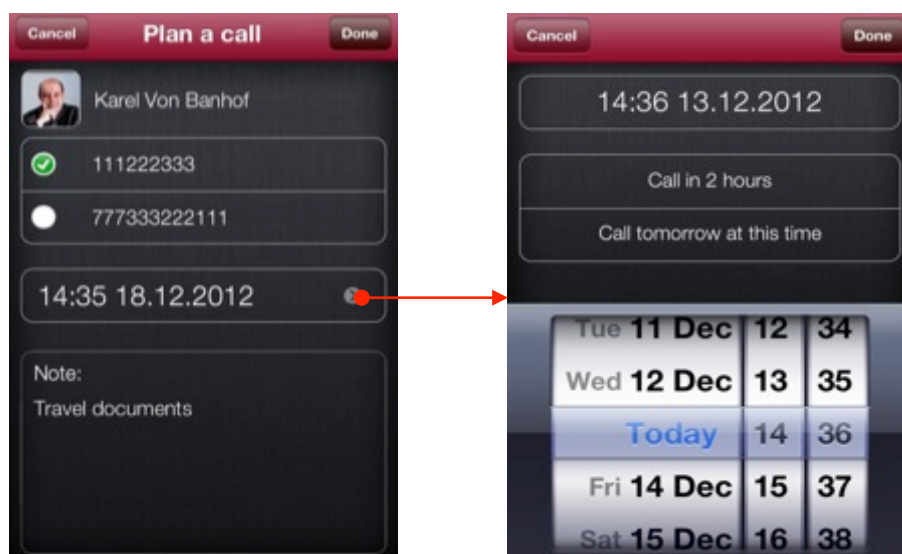 Cancel Plan a call Done
Karel Von Banhof
111222333
777333222111
14:35 18.12.2012
Note:
Travel documents
Cancel Done
14:36 13.12.2012
Call in 2 hours
Call tomorrow at this time
Tue 11 Dec 12 34
Wed 12 Dec 13 35
Today 14 36
Fri 14 Dec 15 37
Sat 15 Dec 16 38